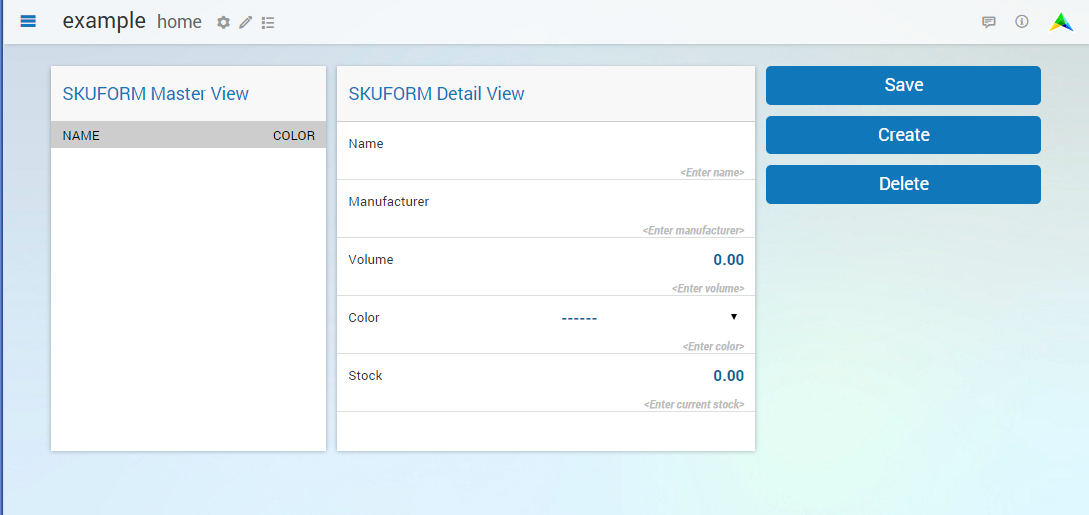 example home
SKUFORM Master View
NAME COLOR
SKUFORM Detail View
Name
<Enter name>
Manufacturer
<Enter manufacturer>
Volume 0.00
<Enter volume>
Color ------
<Enter color>
Stock 0.00
<Enter current stock>
Save
Create
Delete